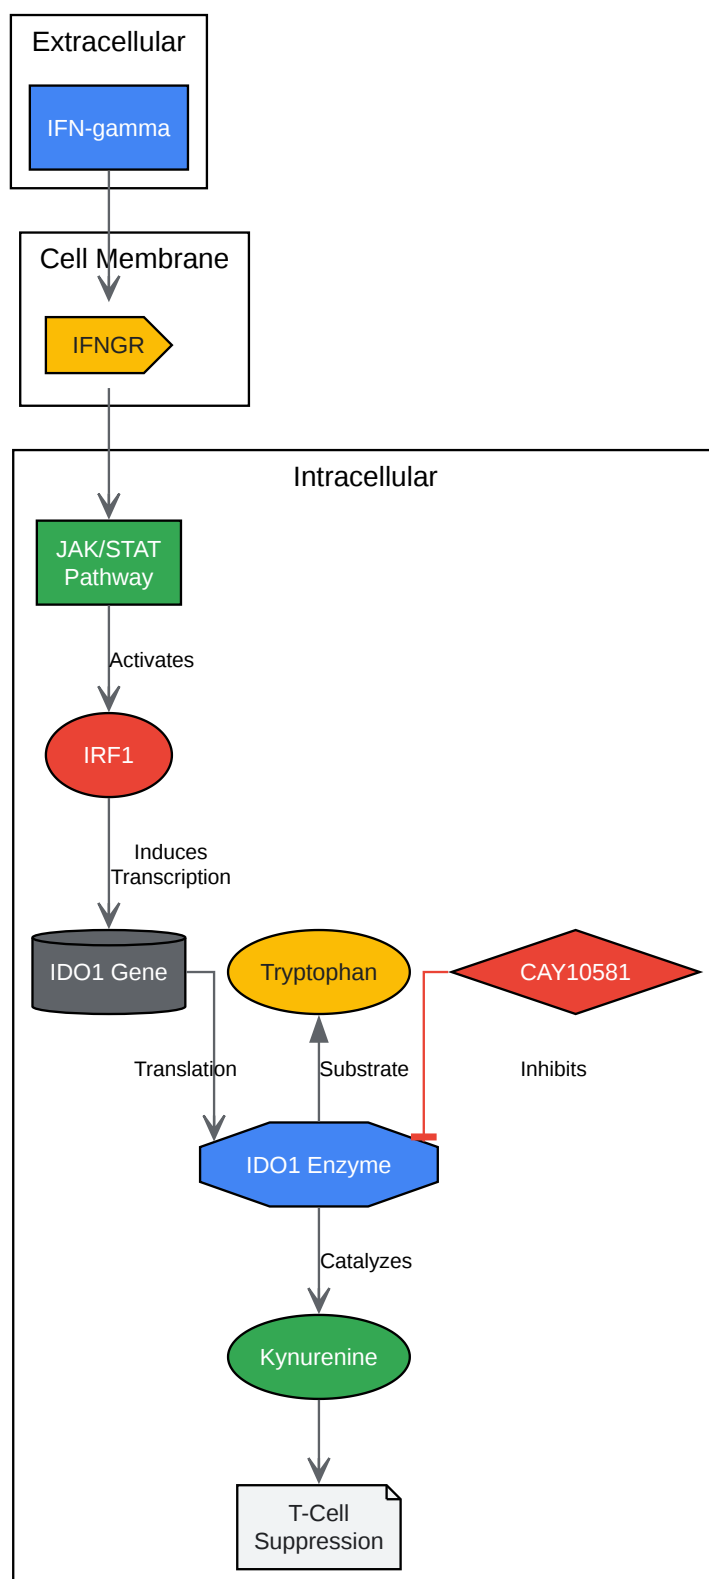 Extracellular
IFN-gamma
Cell Membrane
IFNGR
Intracellular
JAK/STAT
Pathway
Activates
IRF1
Induces
Transcription
IDO1 Gene
Tryptophan
CAY10581
Translation
Substrate
Inhibits
IDO1 Enzyme
Catalyzes
Kynurenine
T-Cell
Suppression